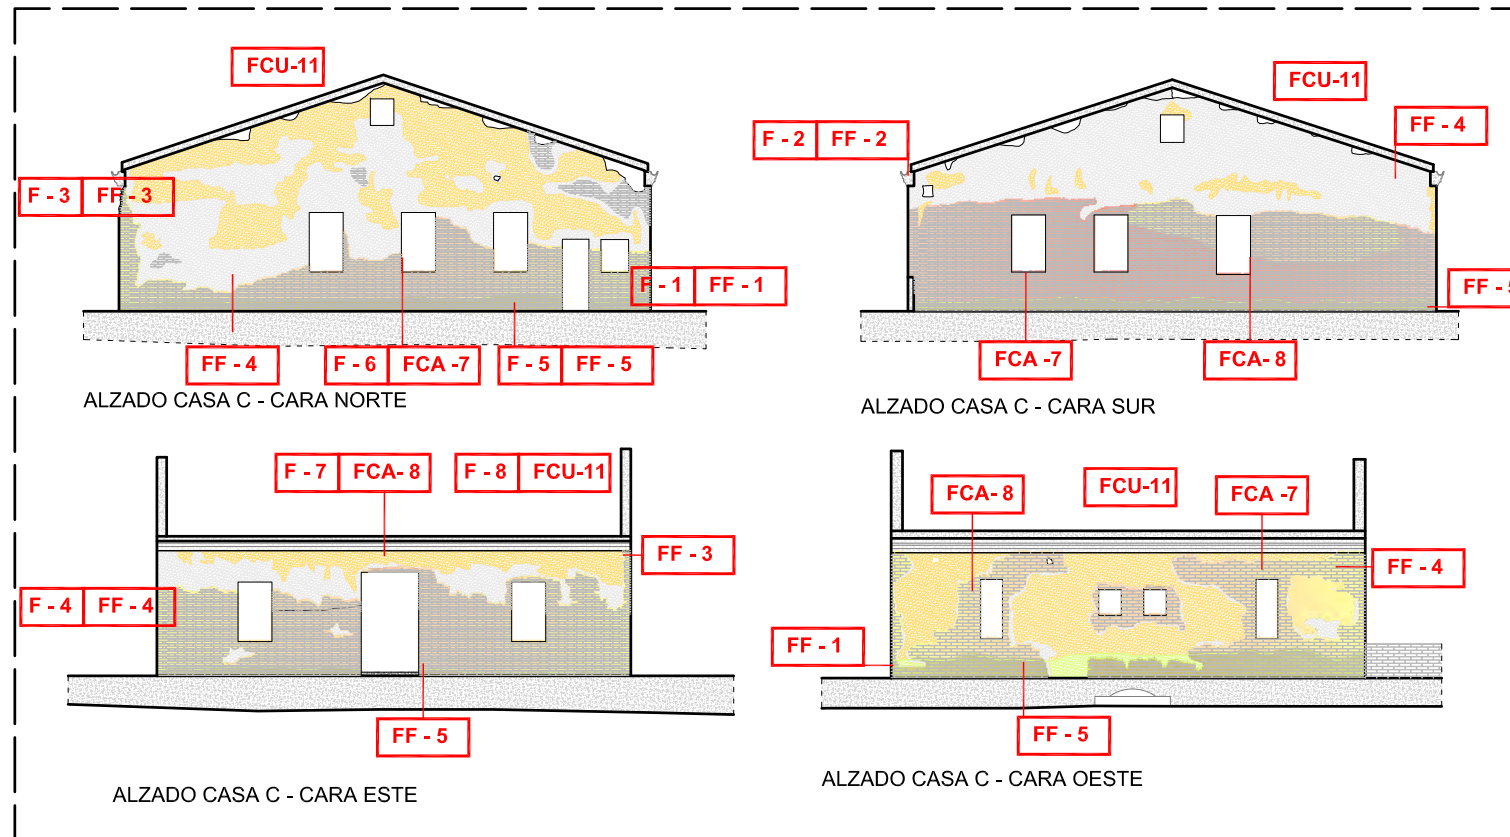 FCU-11
F - 3 FF - 3
F - 1 FF - 1
FF - 4
F - 6 FCA -7
F - 5 FF - 5
ALZADO CASA C - CARA NORTE
FCU-11
F - 2 FF - 2
FF - 4
FF - 5
FCA -7
FCA- 8
ALZADO CASA C - CARA SUR
F - 7 FCA- 8
F - 8 FCU-11
FF - 3
F - 4 FF - 4
FF - 5
ALZADO CASA C - CARA ESTE
FCA- 8
FCU-11
FCA -7
FF - 4
FF - 1
FF - 5
ALZADO CASA C - CARA OESTE